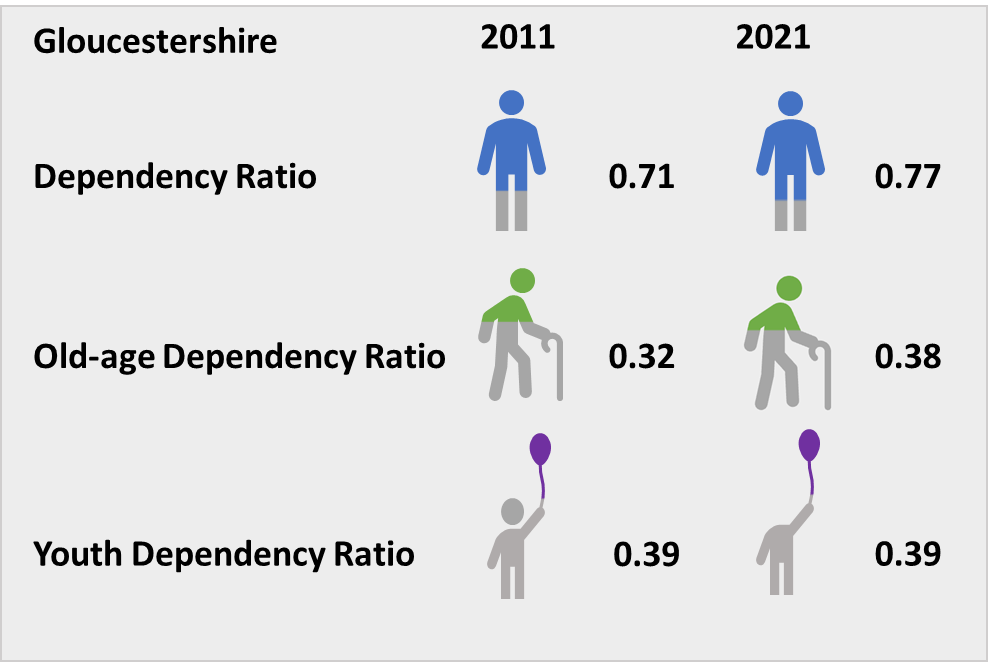 Gloucestershire 2011 2021
Dependency Ratio 0.71 0.77
Old-age Dependency Ratio 0.32 0.38
Youth Dependency Ratio 0.39 0.39